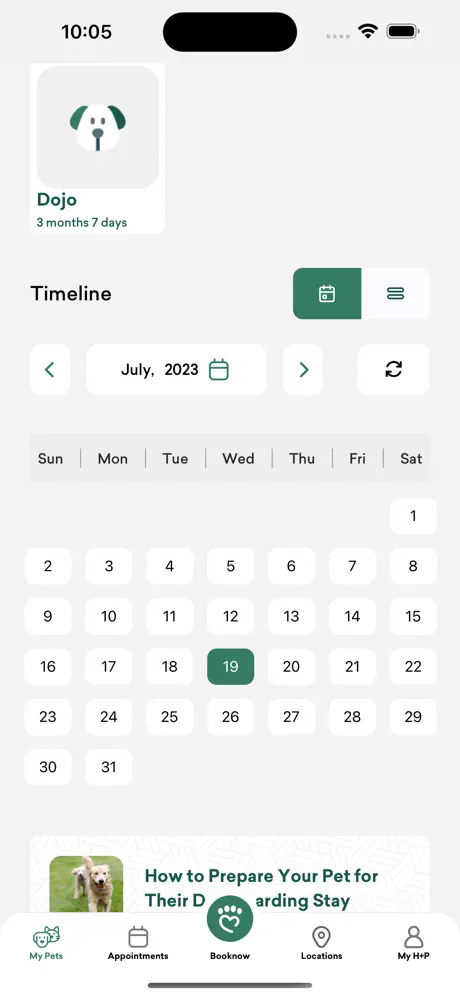 10:05
Dojo
3 months 7 days
Timeline
July, 2023
Sun Mon Tue Wed Thu Fri Sat
1
2 3 4 5 6 7 8
9 10 11 12 13 14 15
16 17 18 19 20 21 22
23 24 25 26 27 28 29
30 31
How to Prepare Your Pet for
Their D arding Stay
My Pets Appointments Booknow Locations My H+P